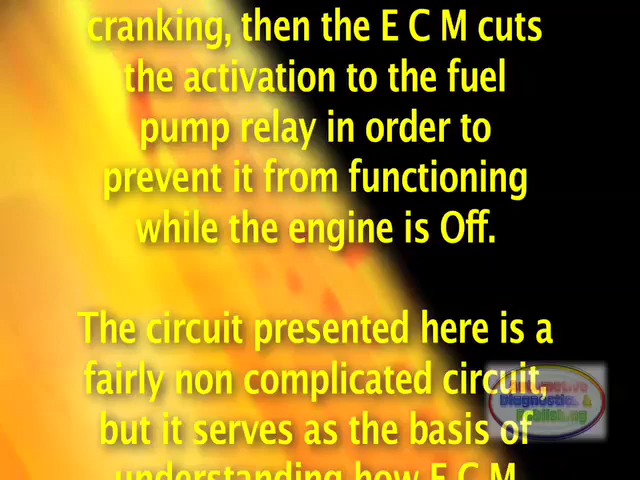 cranking, then the E C M cuts
the activation to the fuel
pump relay in order to
prevent it from functioning
while the engine is Off.
The circuit presented here is a
fairly non complicated circuit,
but it serves as the basis of
understanding how E C M
Diagnostics &
Publishing